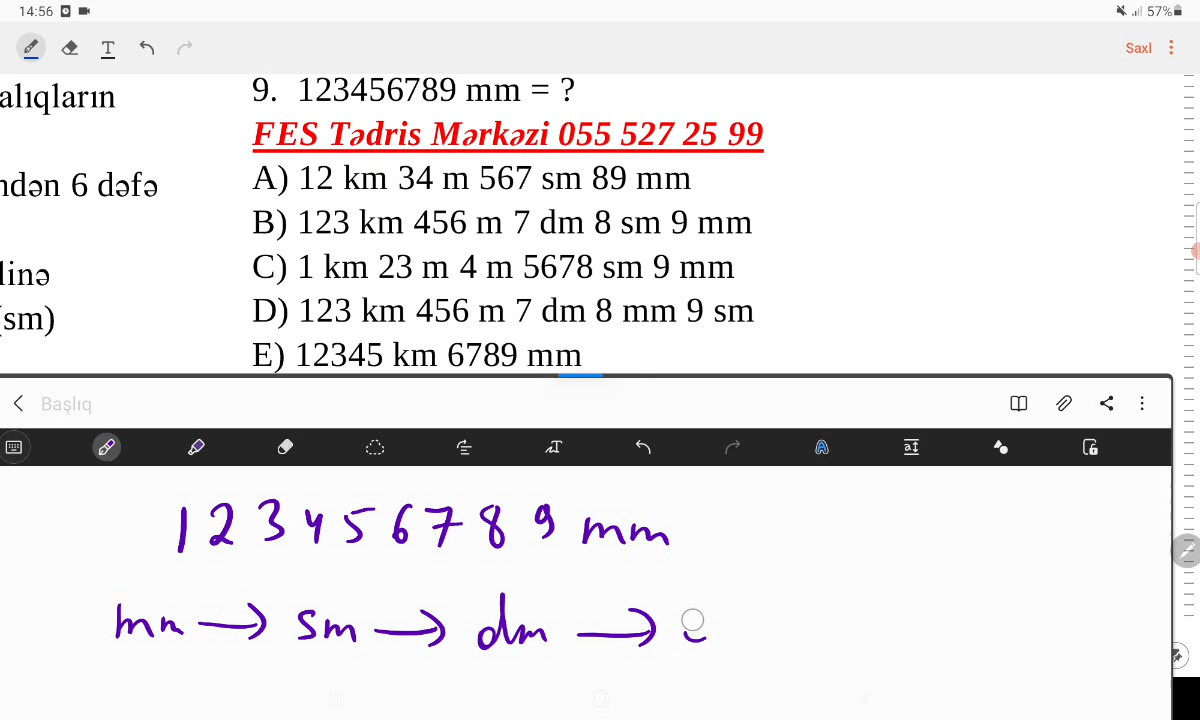 14:56
57%
Saxl
alıqların
ndən 6 dəfə
linə
(sm)
9. 123456789 mm = ?
FES Tədris Mərkəzi 055 527 25 99
A) 12 km 34 m 567 sm 89 mm
B) 123 km 456 m 7 dm 8 sm 9 mm
C) 1 km 23 m 4 m 5678 sm 9 mm
D) 123 km 456 m 7 dm 8 mm 9 sm
E) 12345 km 6789 mm
Başlıq
123456789 mm
mm → sm → dm →